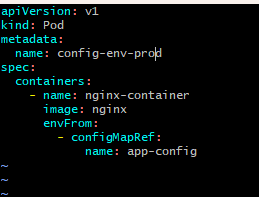 apiVersion: v1
kind: Pod
metadata:
  name: config-env-prod
spec:
  containers:
    - name: nginx-container
      image: nginx
      envFrom:
        - configMapRef:
            name: app-config
~
~
~